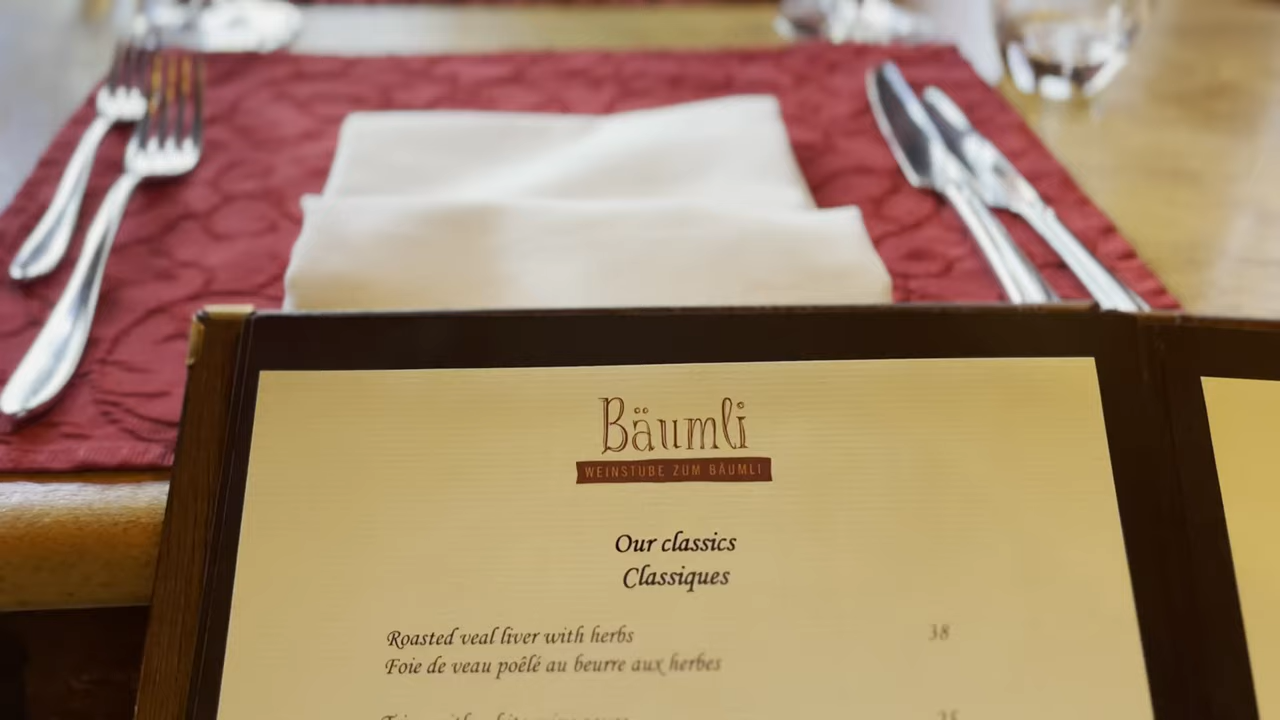 Bäumli
WEINSTUBE ZUM BÄUMLI
Our classics
Classiques
Roasted veal liver with herbs 38
Foie de veau poêlé au beurre aux herbes